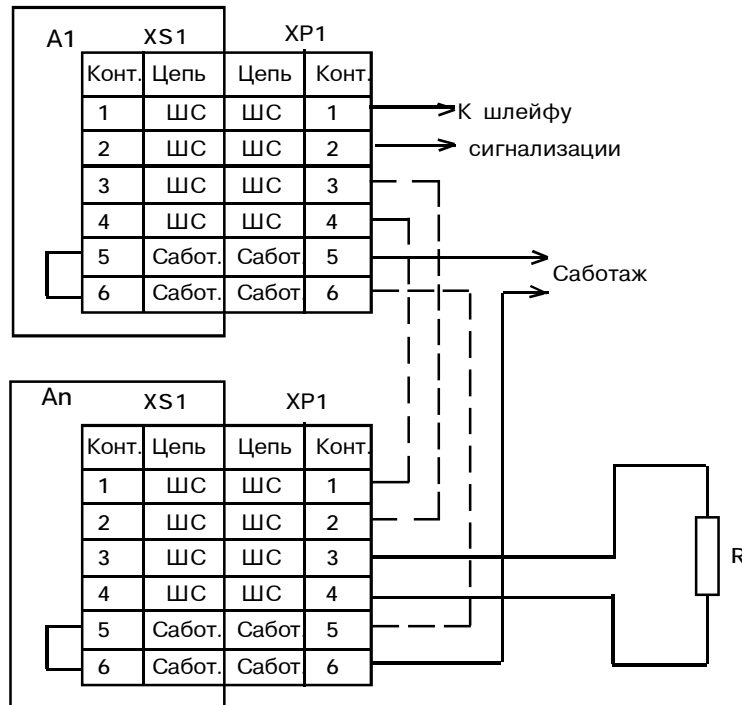 A1 XS1 XP1
Конт. Цепь Цепь Конт.
1 ШС ШС 1
К шлейфу
2 ШС ШС 2
сигнализации
3 ШС ШС 3
4 ШС ШС 4
5 Сабот. Сабот. 5
Саботаж
6 Сабот. Сабот. 6
An XS1 XP1
Конт. Цепь Цепь Конт.
1 ШС ШС 1
2 ШС ШС 2
3 ШС ШС 3
R
4 ШС ШС 4
5 Сабот. Сабот 5
6 Сабот. Сабот 6